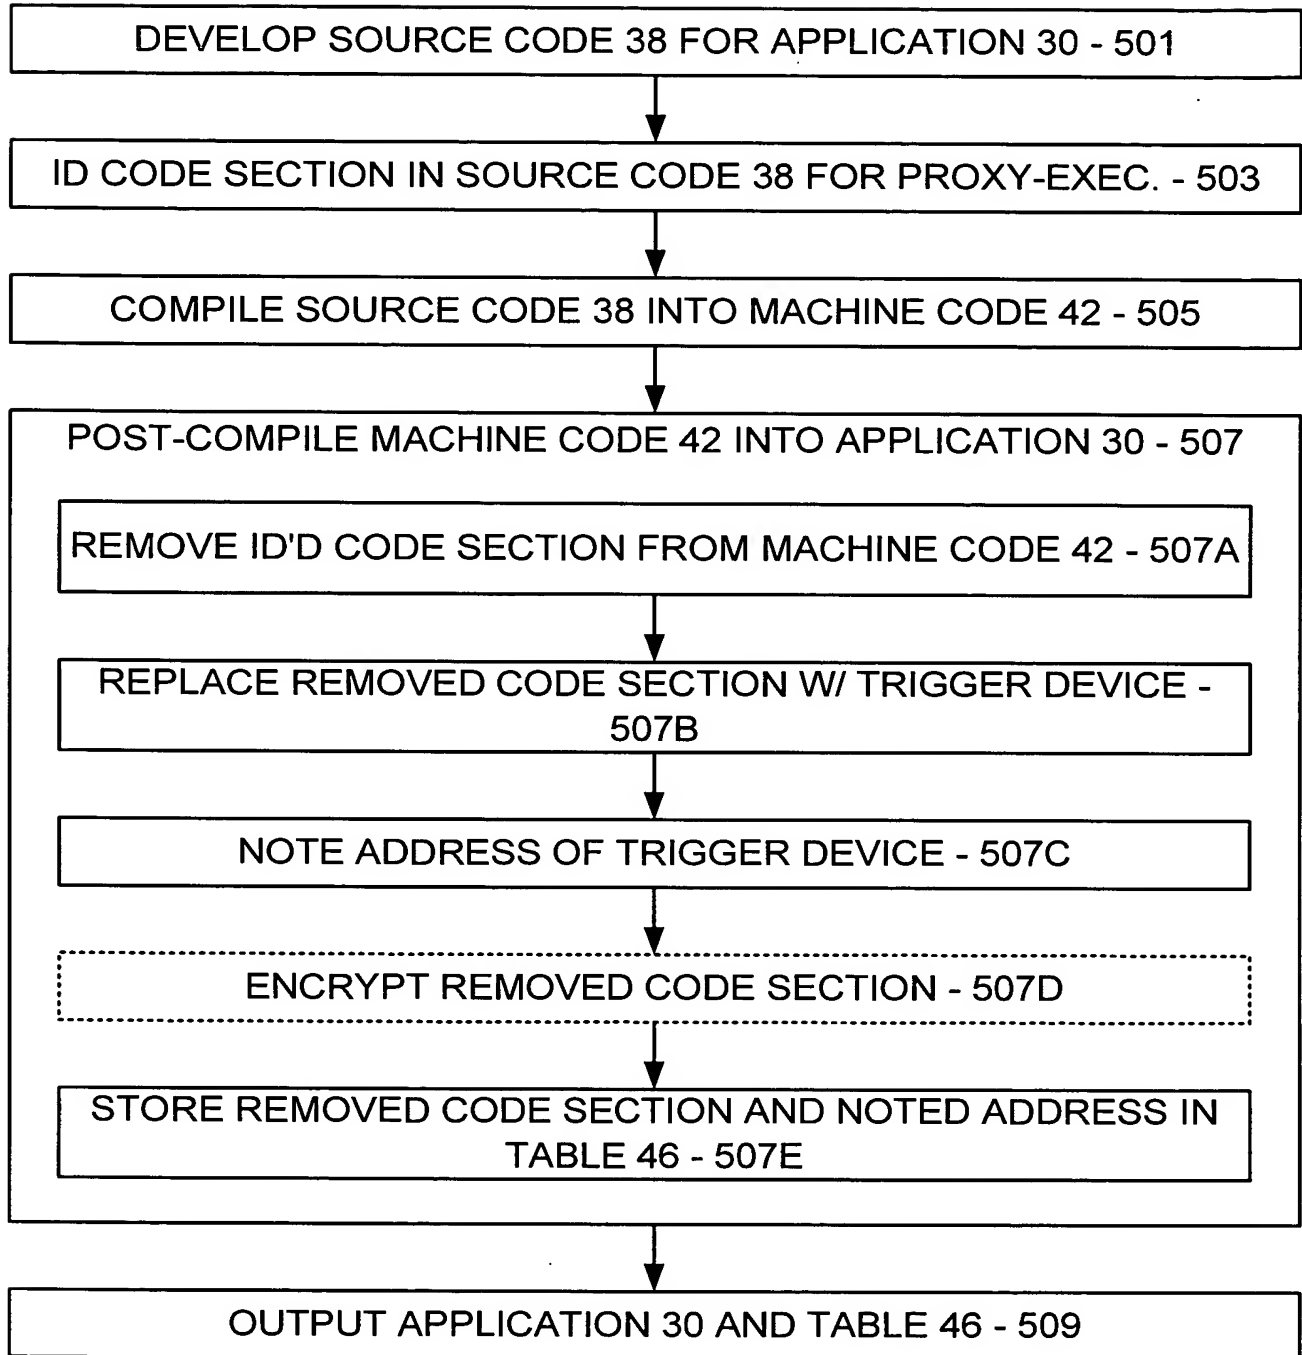 DEVELOP SOURCE CODE 38 FOR APPLICATION 30 - 501
ID CODE SECTION IN SOURCE CODE 38 FOR PROXY-EXEC. - 503
COMPILE SOURCE CODE 38 INTO MACHINE CODE 42 - 505
POST-COMPILE MACHINE CODE 42 INTO APPLICATION 30 - 507
REMOVE ID'D CODE SECTION FROM MACHINE CODE 42 - 507A
REPLACE REMOVED CODE SECTION W/ TRIGGER DEVICE -
507B
NOTE ADDRESS OF TRIGGER DEVICE - 507C
ENCRYPT REMOVED CODE SECTION - 507D
STORE REMOVED CODE SECTION AND NOTED ADDRESS IN
TABLE 46 - 507E
OUTPUT APPLICATION 30 AND TABLE 46 - 509